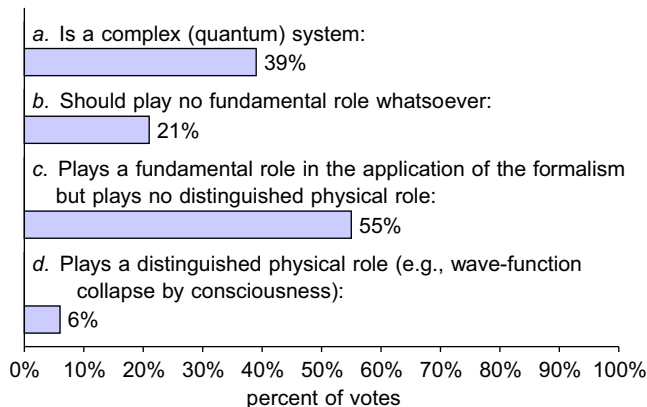 a. Is a complex (quantum) system:
39%
b. Should play no fundamental role whatsoever:
21%
c. Plays a fundamental role in the application of the formalism
but plays no distinguished physical role:
55%
d. Plays a distinguished physical role (e.g., wave-function
collapse by consciousness):
6%
0% 10% 20% 30% 40% 50% 60% 70% 80% 90% 100%
percent of votes